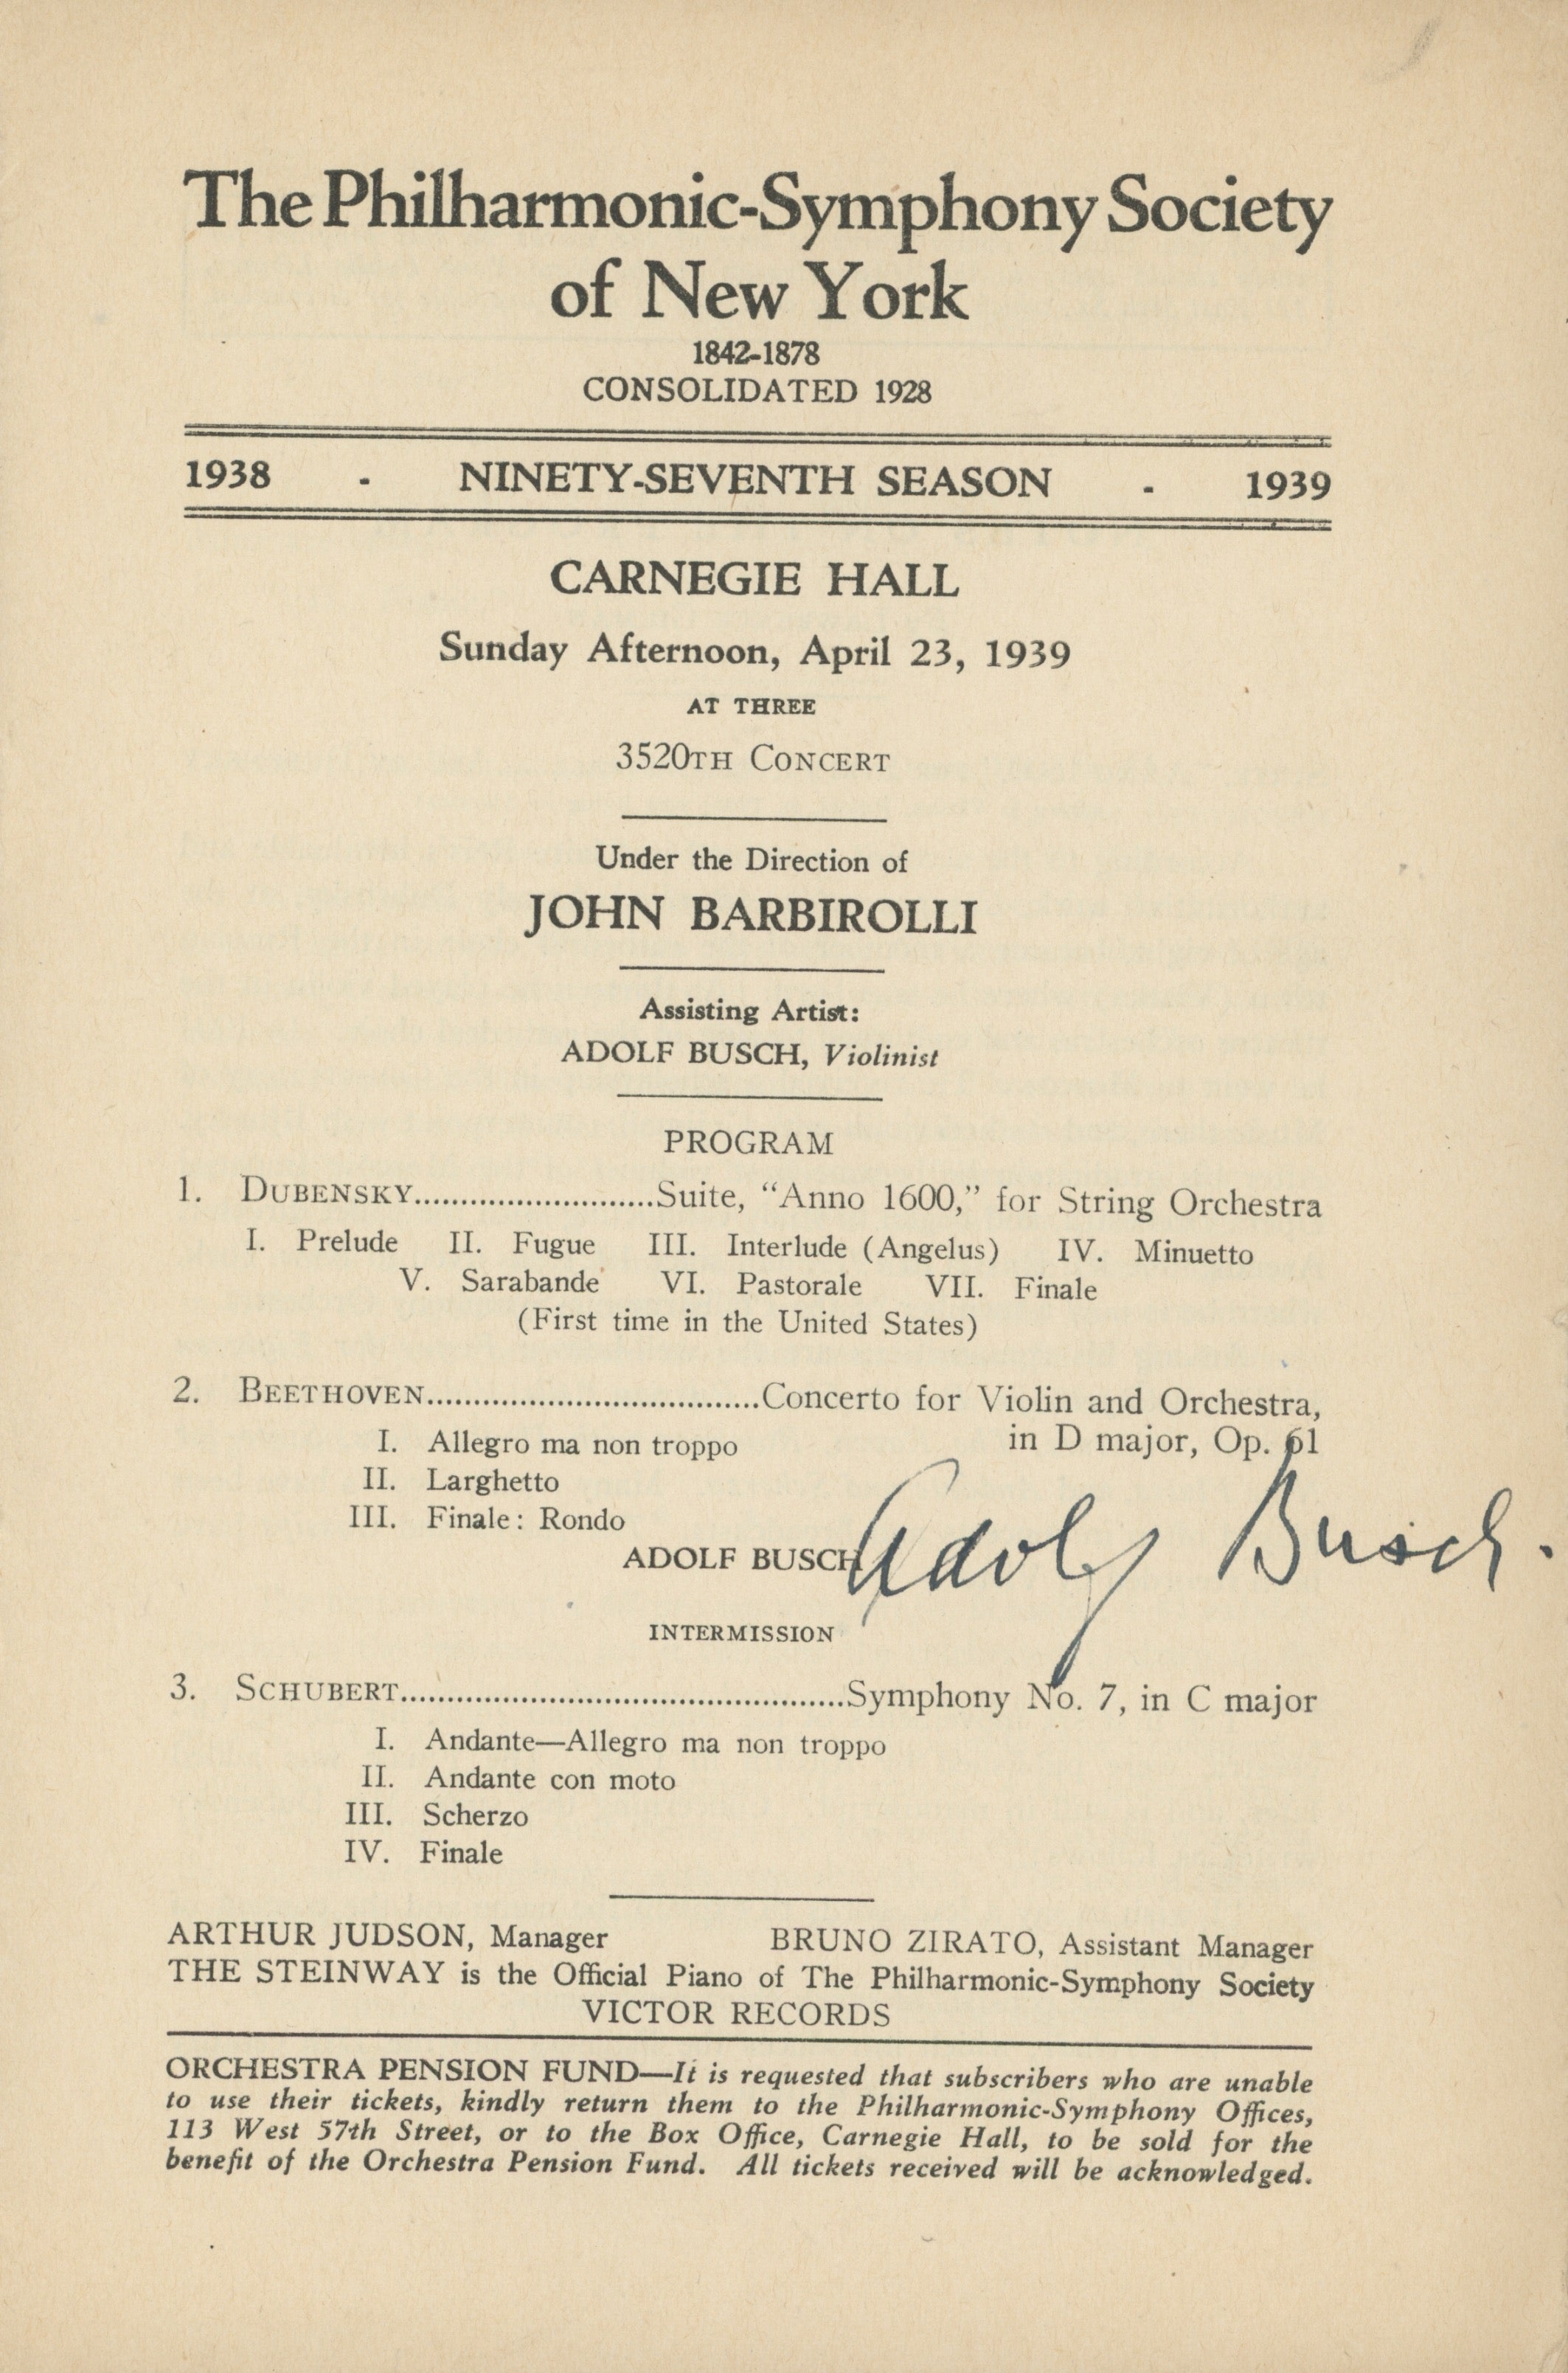 The Philharmonic-Symphony Society
of New York
1842-1878
CONSOLIDATED 1928
1938 - NINETY-SEVENTH SEASON - 1939
CARNEGIE HALL
Sunday Afternoon, April 23, 1939
AT THREE
3520TH CONCERT
Under the Direction of
JOHN BARBIROLLI
Assisting Artist:
ADOLF BUSCH, Violinist
PROGRAM
1. DUBENSKY..........................Suite, “Anno 1600,” for String Orchestra
I. Prelude II. Fugue III. Interlude (Angelus) IV. Minuetto
V. Sarabande VI. Pastorale VII. Finale
(First time in the United States)
2. BEETHOVEN....................................Concerto for Violin and Orchestra,
in D major, Op. 61
I. Allegro ma non troppo
II. Larghetto
III. Finale: Rondo
ADOLF BUSCH
Adolf Busch.
INTERMISSION
3. SCHUBERT................................................Symphony No. 7, in C major
I. Andante—Allegro ma non troppo
II. Andante con moto
III. Scherzo
IV. Finale
ARTHUR JUDSON, Manager BRUNO ZIRATO, Assistant Manager
THE STEINWAY is the Official Piano of The Philharmonic-Symphony Society
VICTOR RECORDS
ORCHESTRA PENSION FUND—It is requested that subscribers who are unable
to use their tickets, kindly return them to the Philharmonic-Symphony Offices,
113 West 57th Street, or to the Box Office, Carnegie Hall, to be sold for the
benefit of the Orchestra Pension Fund. All tickets received will be acknowledged.